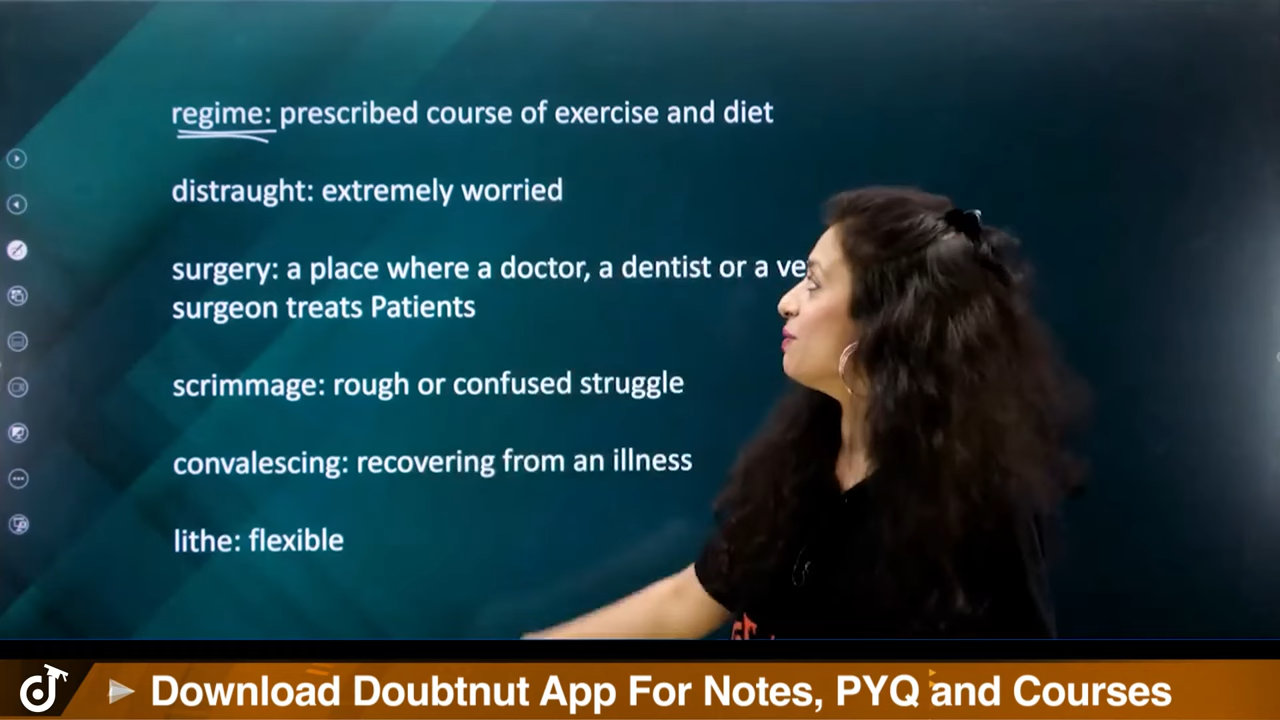 regime: prescribed course of exercise and diet
distraught: extremely worried
surgery: a place where a doctor, a dentist or a
surgeon treats Patients
scrimmage: rough or confused struggle
convalescing: recovering from an illness
lithe: flexible
Download Doubtnut App For Notes, PYQ and Courses